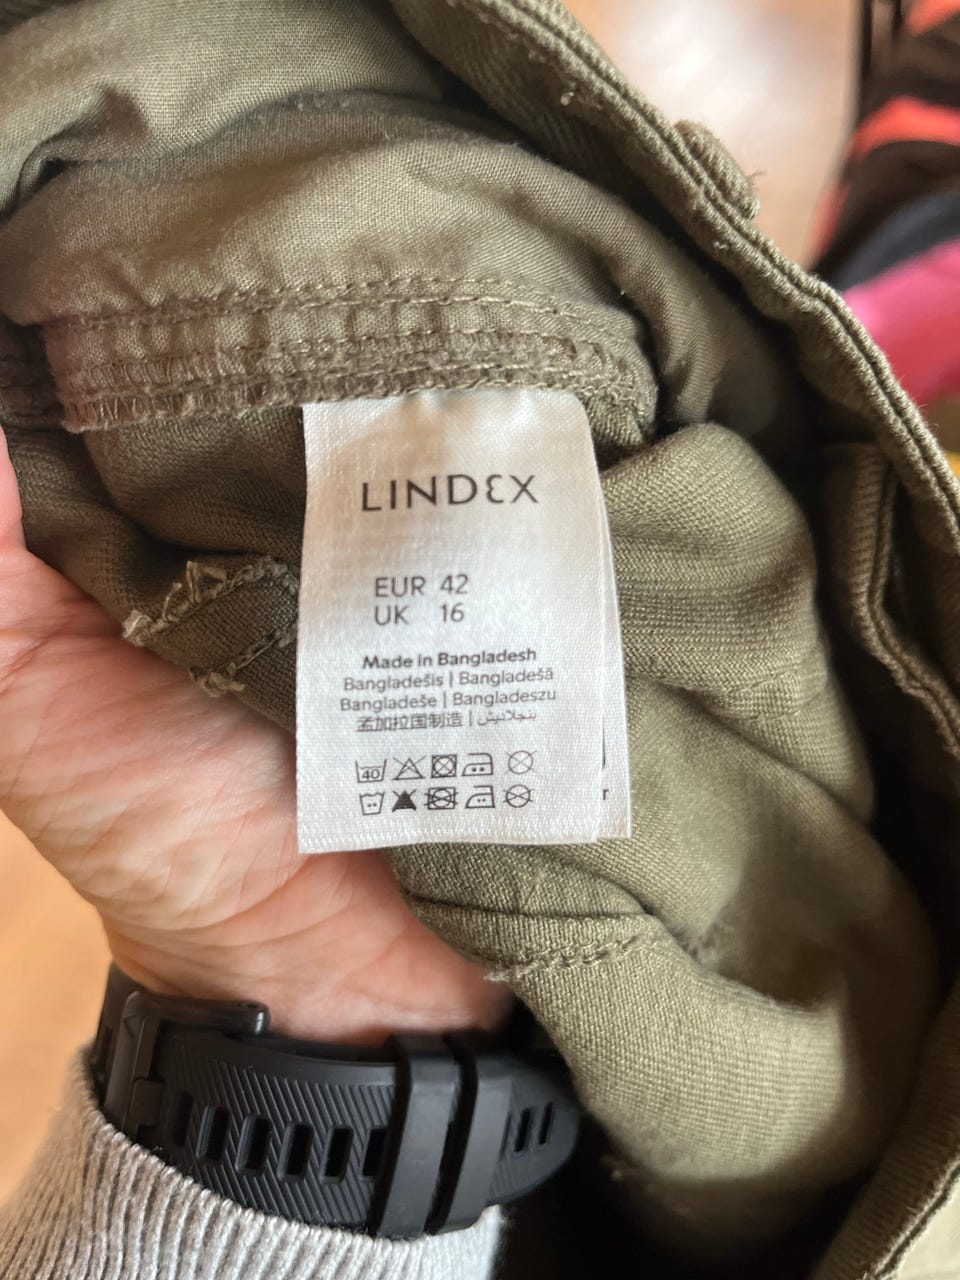 LINDEX
EUR 42
UK 16
Made in Bangladesh
Bangladešis | Bangladešā
Bangladeše | Bangladeszu
孟加拉国制造 | بنجلاديش
40
r